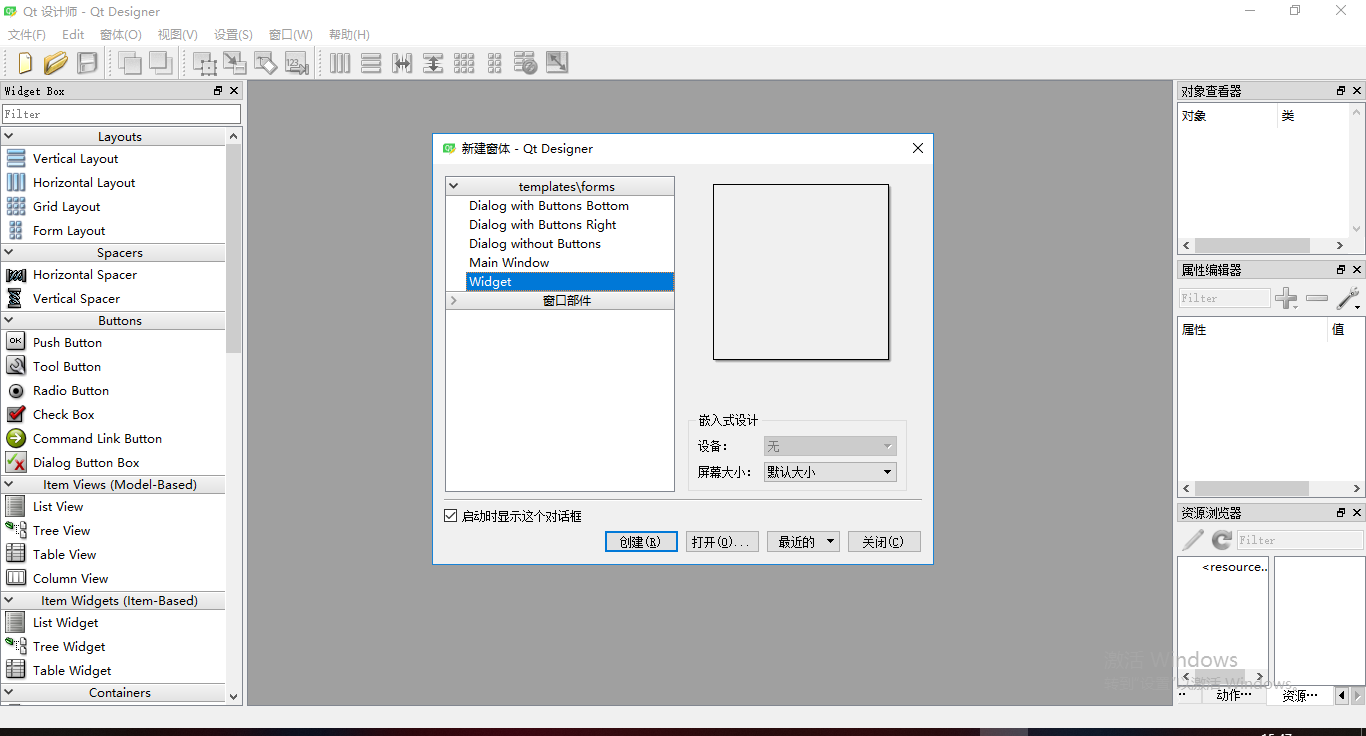 Qt 设计师 - Qt Designer
文件(F) Edit 窗体(O) 视图(V) 设置(S) 窗口(W) 帮助(H)
123
Widget Box
Filter
Layouts
Vertical Layout
Horizontal Layout
Grid Layout
Form Layout
Spacers
Horizontal Spacer
Vertical Spacer
Buttons
OK Push Button
Tool Button
Radio Button
Check Box
Command Link Button
Dialog Button Box
Item Views (Model-Based)
List View
Tree View
Table View
Column View
Item Widgets (Item-Based)
List Widget
Tree Widget
Table Widget
Containers
新建窗体 - Qt Designer
templates\forms
Dialog with Buttons Bottom
Dialog with Buttons Right
Dialog without Buttons
Main Window
Widget
窗口部件
嵌入式设计
设备: 无
屏幕大小: 默认大小
启动时显示这个对话框
创建(R) 打开(O)... 最近的 关闭(C)
对象查看器
对象 类
属性编辑器
Filter
属性 值
资源浏览器
Filter
<resource..
激活 Windows
激活 Windows。
动作… 资源…
15:47